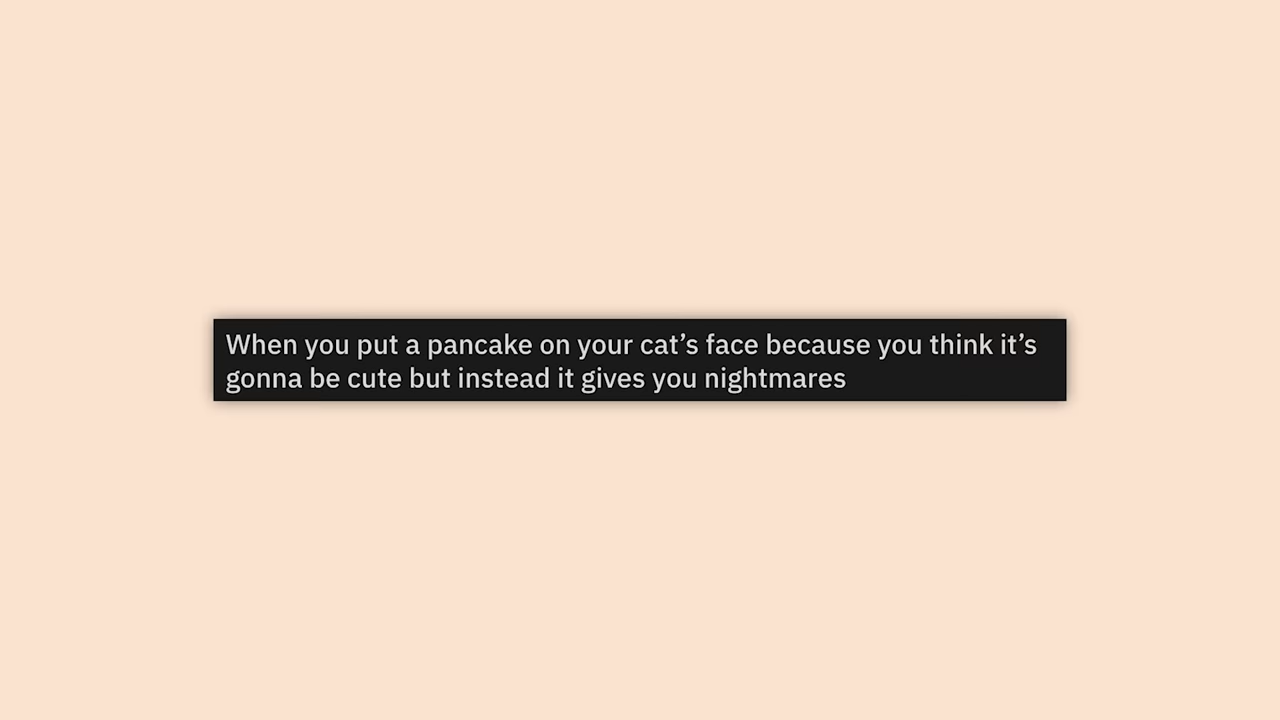 When you put a pancake on your cat’s face because you think it’s
gonna be cute but instead it gives you nightmares